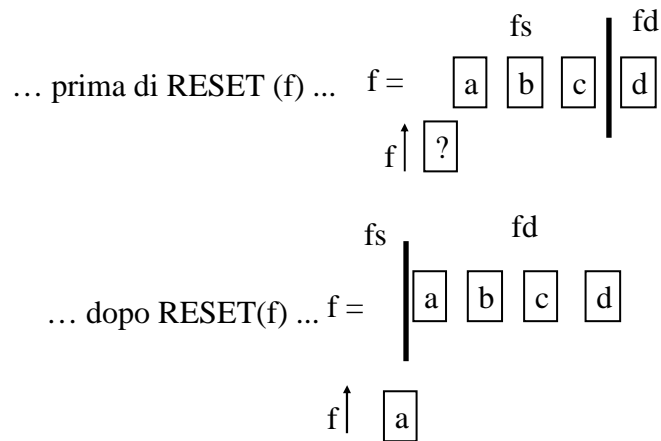 fs fd
… prima di RESET (f) ... f = a b c d
f ?
fs fd
… dopo RESET(f) ... f = a b c d
f a